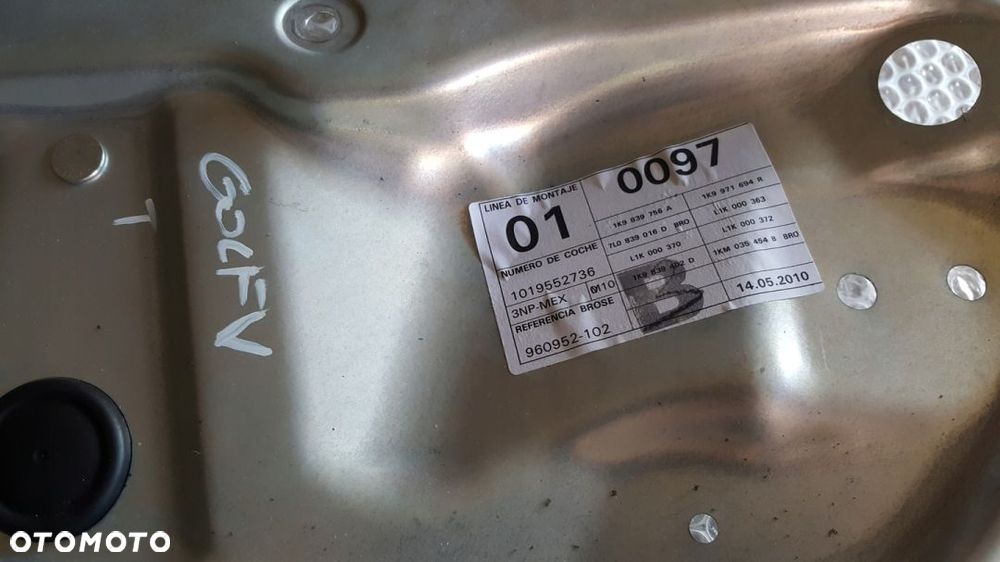 GOLF V
T
LINEA DE MONTAJE
01
0097
NUMERO DE COCHE
1019552736
3NP-MEX
M10
REFERENCIA BROSE
960952-102
1K9 839 756 A
7L0 839 016 D BRO
L1K 000 370
1K9 839 402 D
1K9 971 694 R
L1K 000 363
L1K 000 372
1KM 035 454 B BRO
B
14.05.2010
OTOMOTO